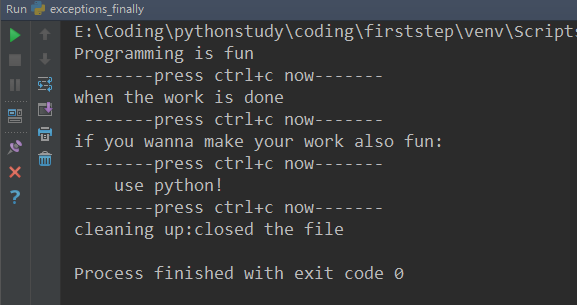 Run exceptions_finally
E:\Coding\pythonstudy\coding\firststep\venv\Scripts
Programming is fun
-------press ctrl+c now-------
when the work is done
-------press ctrl+c now-------
if you wanna make your work also fun:
-------press ctrl+c now-------
use python!
-------press ctrl+c now-------
cleaning up:closed the file
Process finished with exit code 0